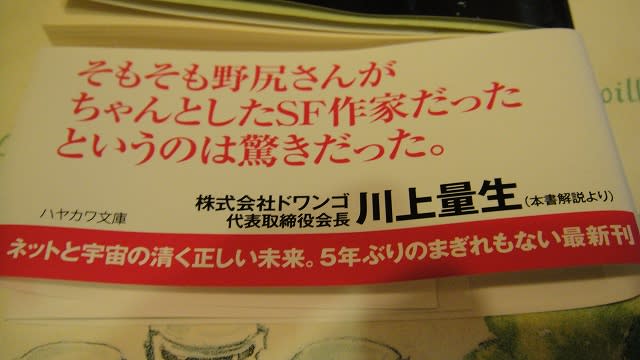 そもそも野尻さんが
ちゃんとしたSF作家だった
というのは驚きだった。
ハヤカワ文庫
株式会社ドワンゴ
代表取締役会長
川上量生
(本書解説より)
ネットと宇宙の清く正しい未来。5年ぶりのまぎれもない最新刊